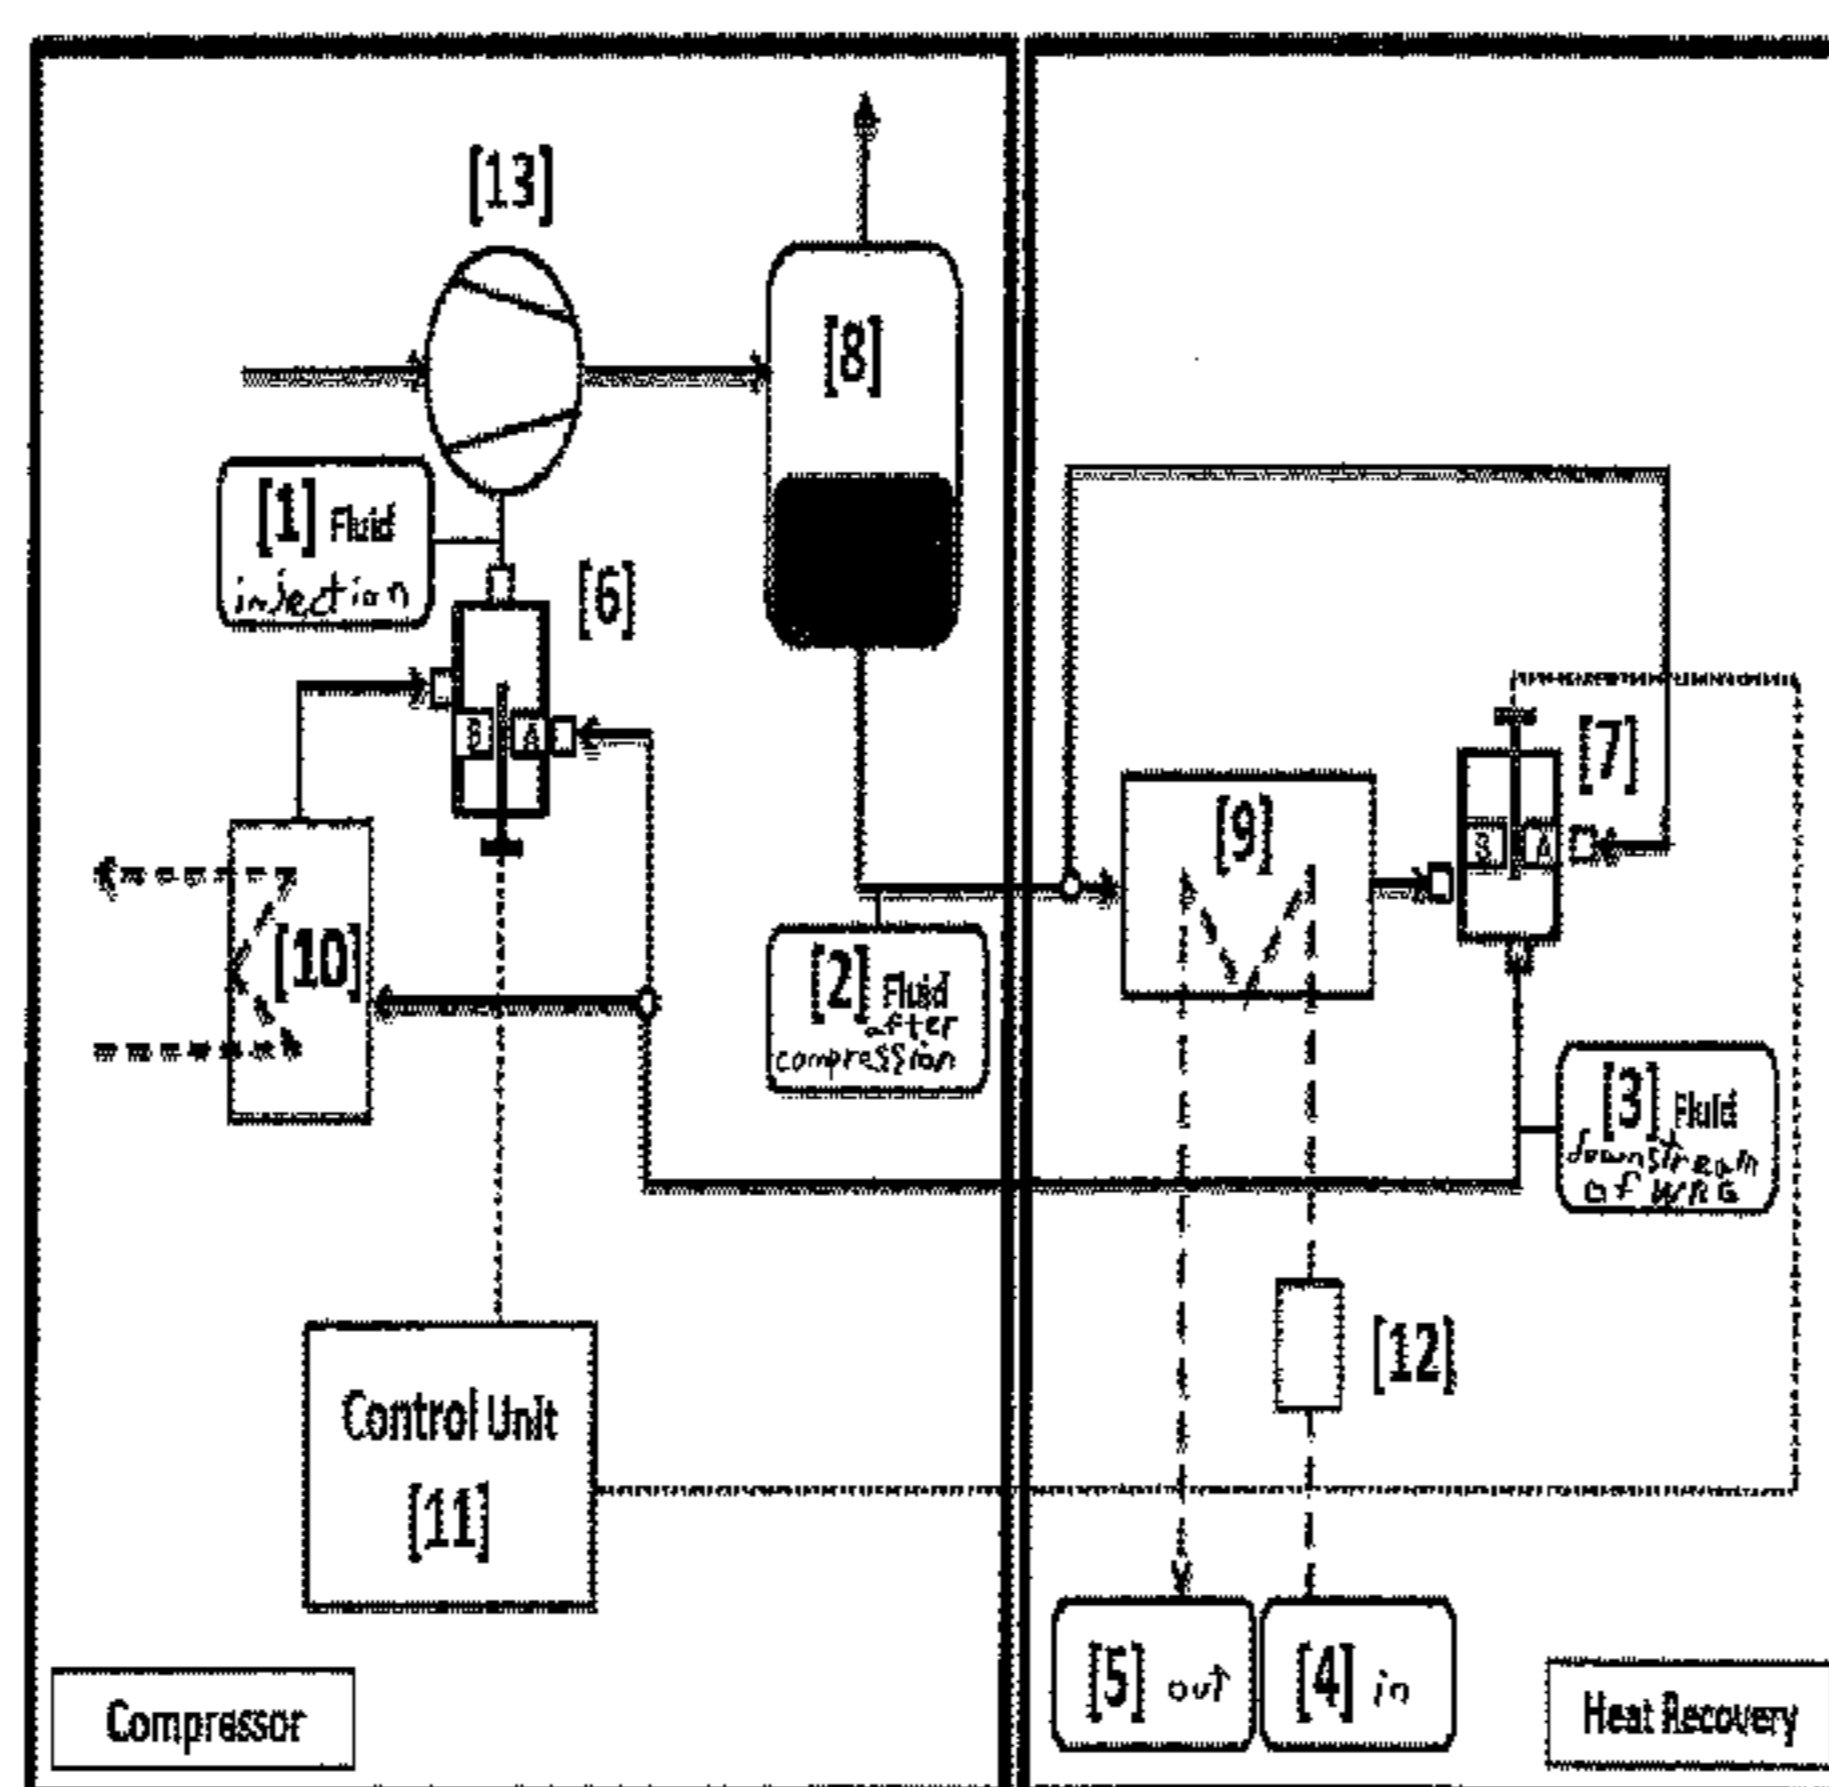 [13]
[8]
[1] Fluid
injection
[6]
B A
[7]
B A
[9]
[10]
[2] Fluid
after
compression
[3] Fluid
downstream
of WRG
[12]
Control Unit
[11]
[5] out
[4] in
Compressor
Heat Recovery